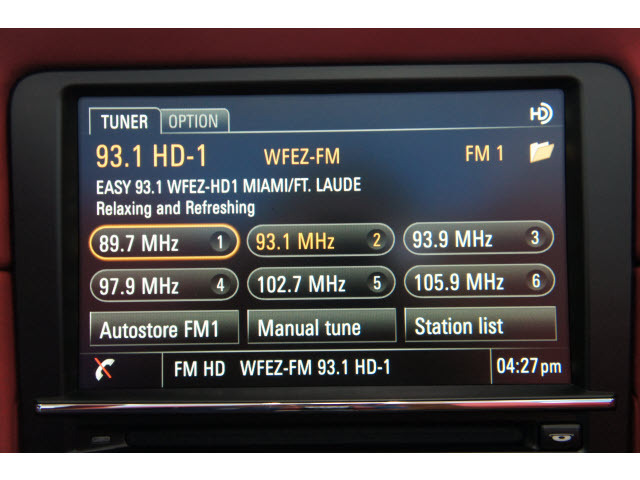 TUNER OPTION HD
93.1 HD-1 WFEZ-FM FM 1
EASY 93.1 WFEZ-HD1 MIAMI/FT. LAUDE
Relaxing and Refreshing
89.7 MHz 1 93.1 MHz 2 93.9 MHz 3
97.9 MHz 4 102.7 MHz 5 105.9 MHz 6
Autostore FM1 Manual tune Station list
FM HD WFEZ-FM 93.1 HD-1 04:27 pm